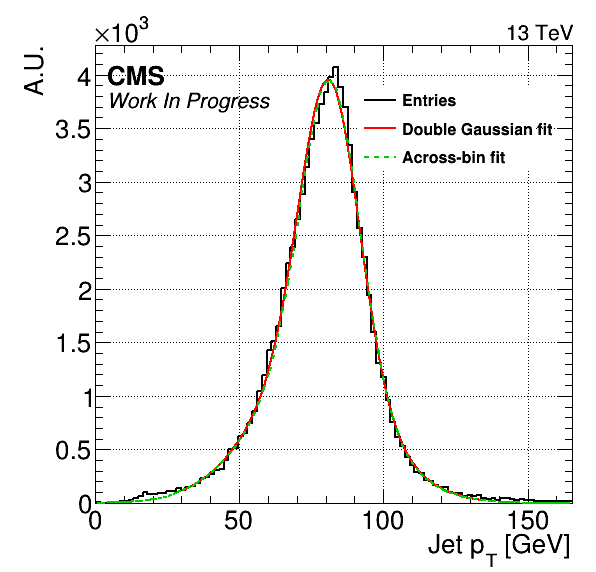 ×10³ 13 TeV
A.U.
CMS
Work In Progress
Entries
Double Gaussian fit
Across-bin fit
4
3.5
3
2.5
2
1.5
1
0.5
0
0 50 100 150
Jet p_T [GeV]